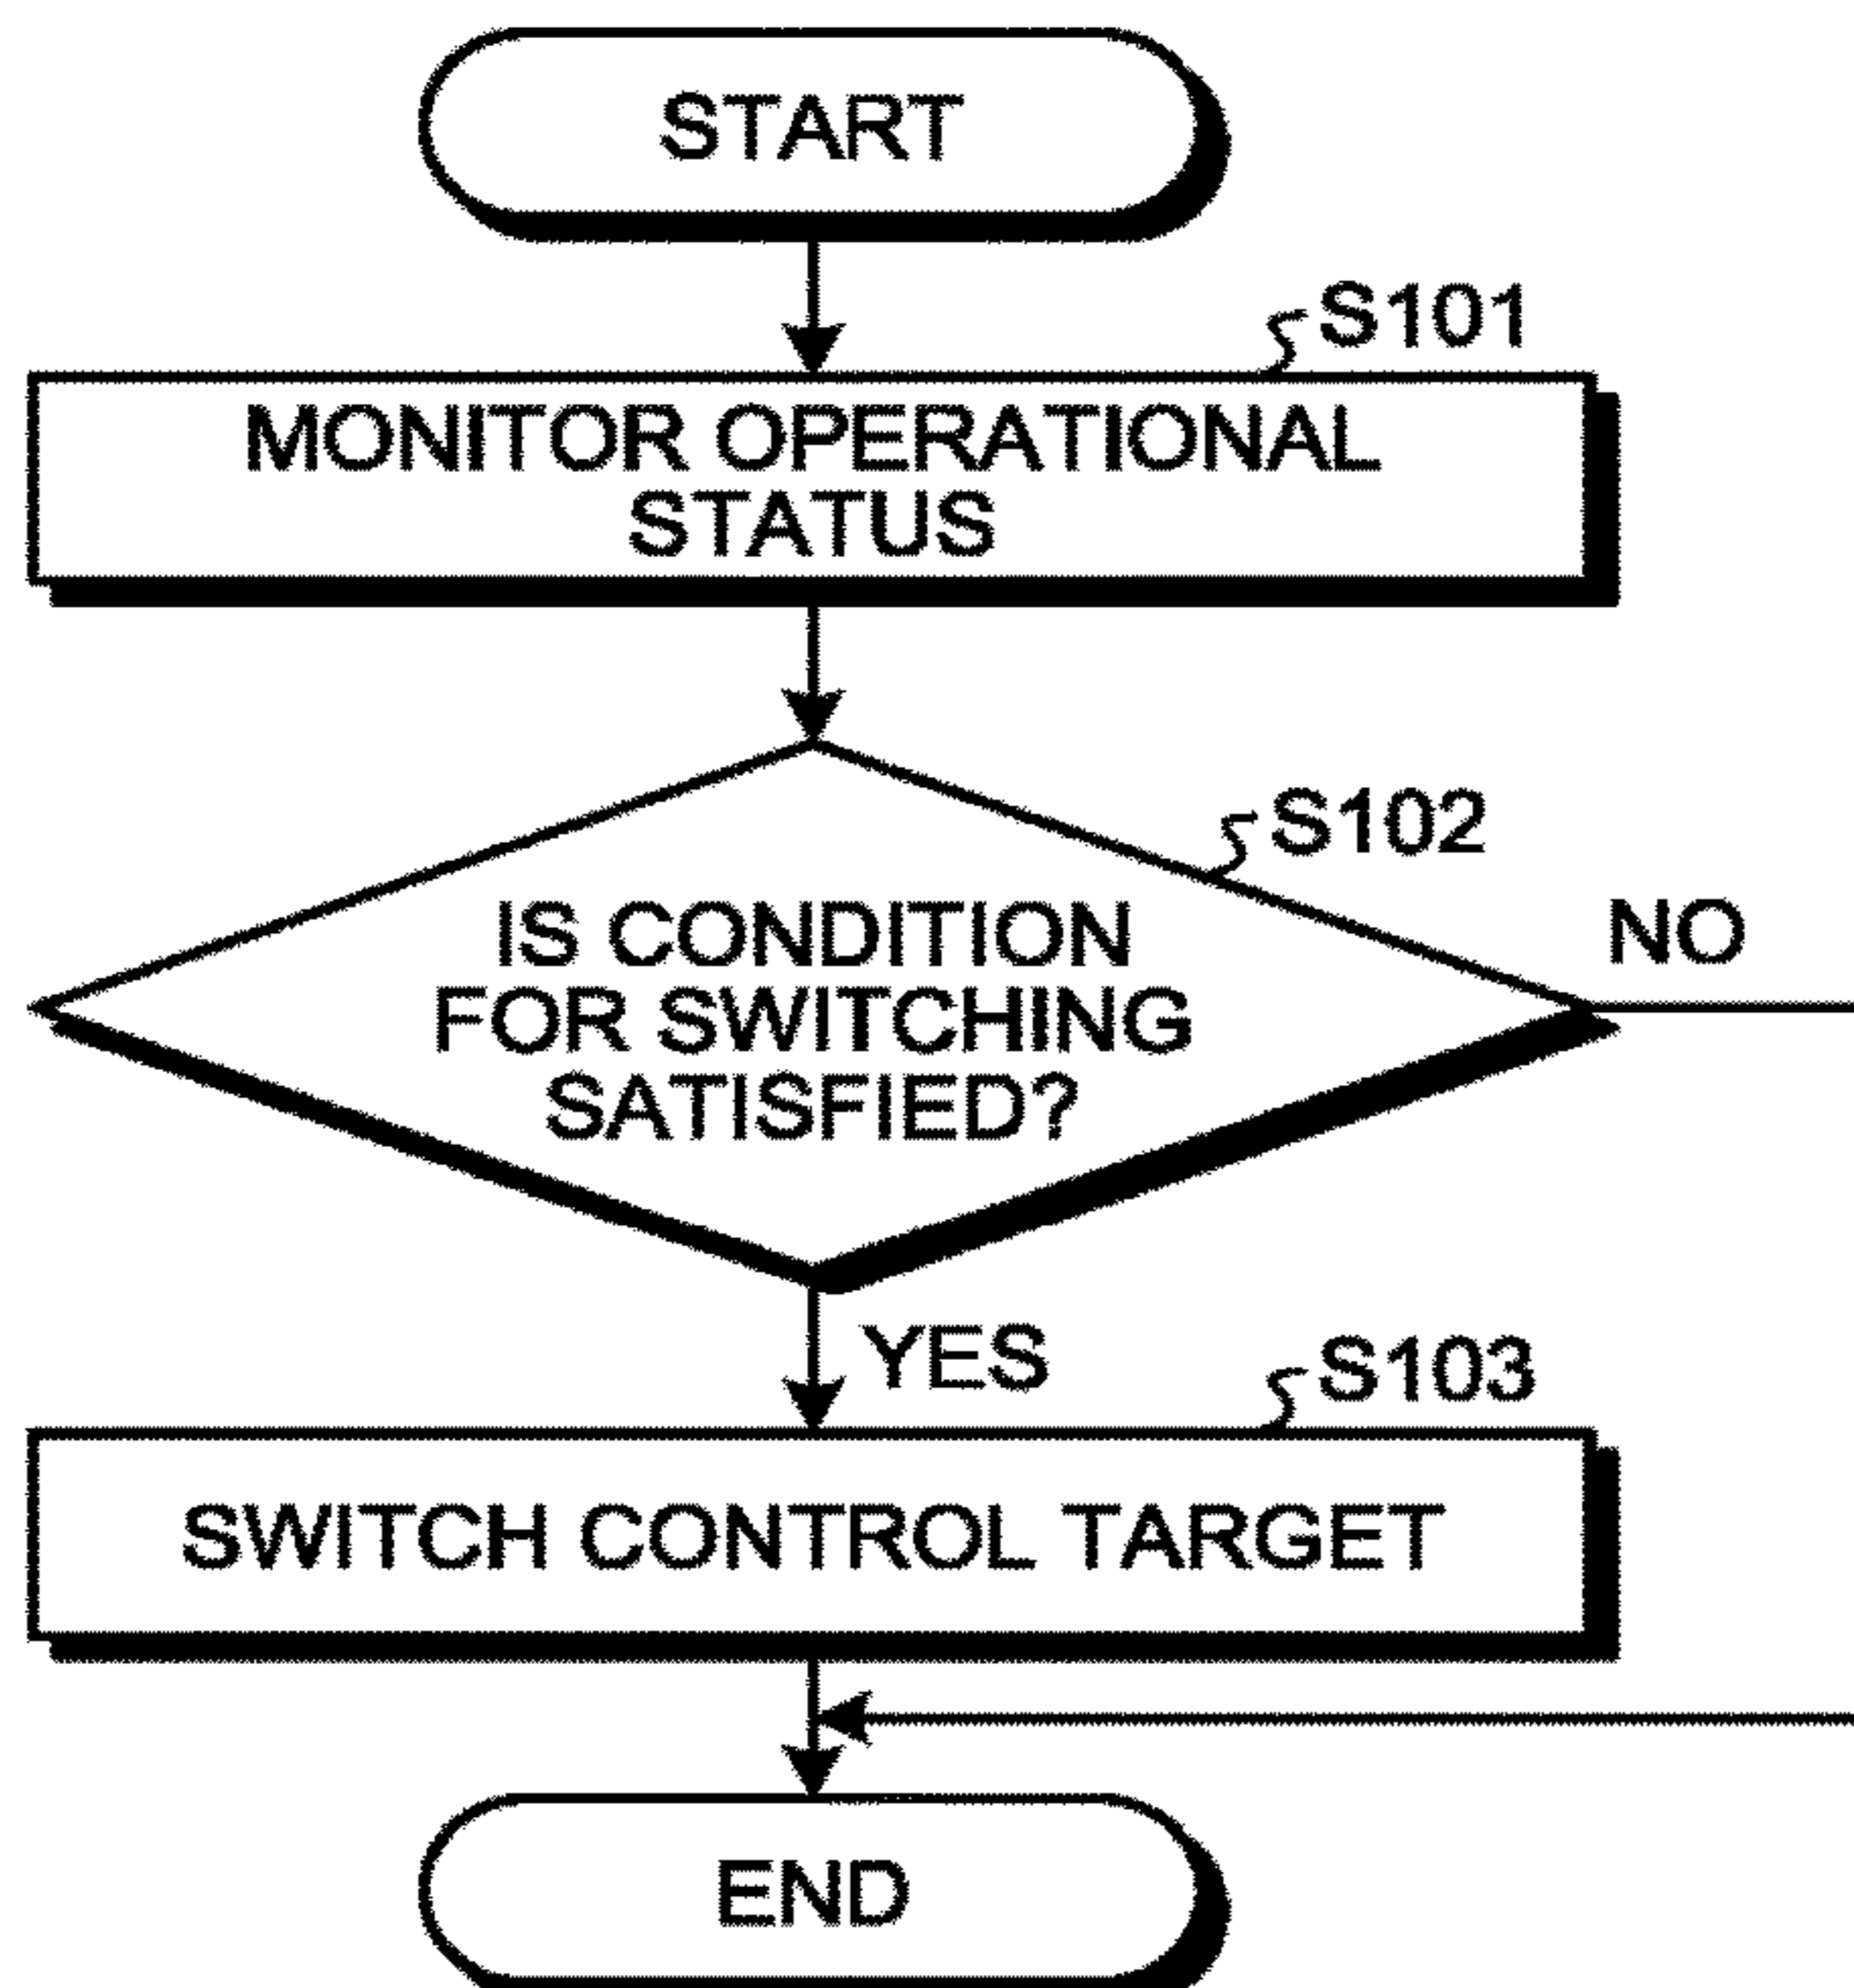 START
S101
MONITOR OPERATIONAL
STATUS
S102
IS CONDITION
FOR SWITCHING
SATISFIED?
NO
YES
S103
SWITCH CONTROL TARGET
END